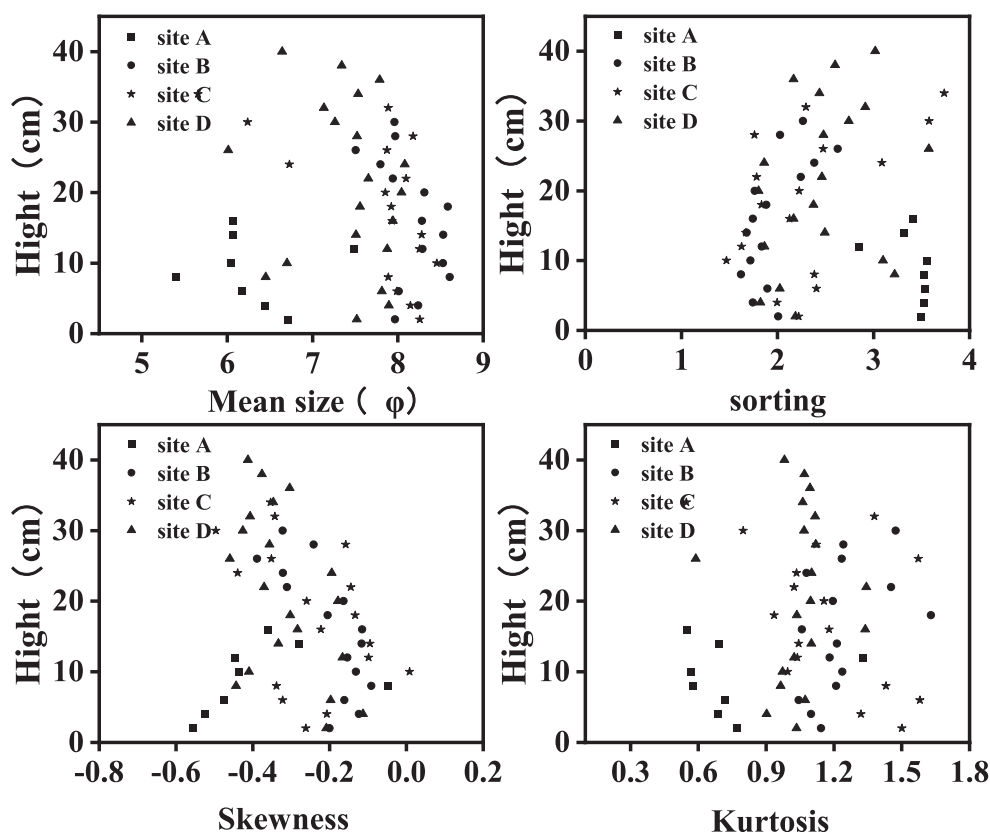 site A
site B
site C
site D
40
30
20
10
0
Hight (cm)
5 6 7 8 9
Mean size ( φ)
site A
site B
site C
site D
40
30
20
10
0
Hight (cm)
0 1 2 3 4
sorting
site A
site B
site C
site D
40
30
20
10
0
Hight (cm)
-0.8 -0.6 -0.4 -0.2 0.0 0.2
Skewness
site A
site B
site C
site D
40
30
20
10
0
Hight (cm)
0.3 0.6 0.9 1.2 1.5 1.8
Kurtosis